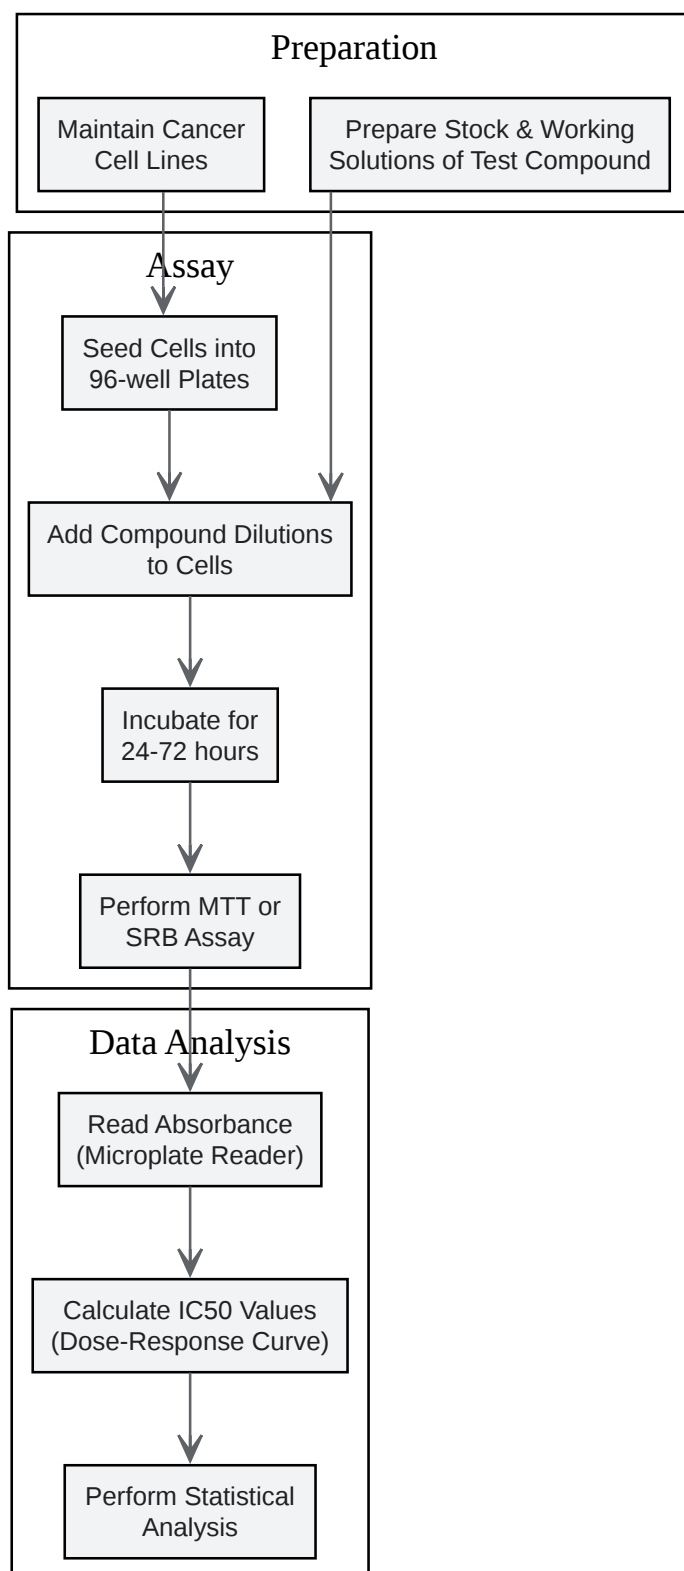 Preparation
Maintain Cancer
Cell Lines
Prepare Stock & Working
Solutions of Test Compound
Assay
Seed Cells into
96-well Plates
Add Compound Dilutions
to Cells
Incubate for
24-72 hours
Perform MTT or
SRB Assay
Data Analysis
Read Absorbance
(Microplate Reader)
Calculate IC50 Values
(Dose-Response Curve)
Perform Statistical
Analysis